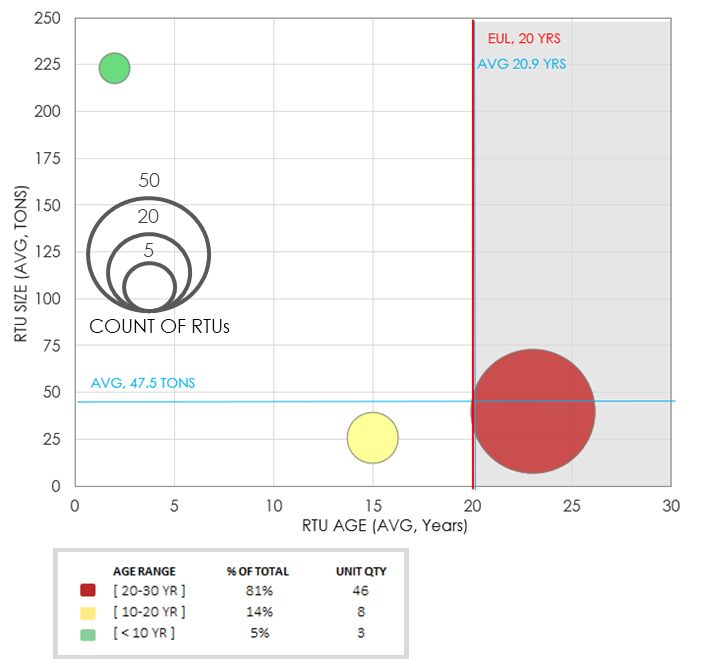 250
225
200
175
150
125
100
75
50
25
0
RTU SIZE (AVG, TONS)
EUL, 20 YRS
AVG 20.9 YRS
50
20
5
COUNT OF RTUs
AVG, 47.5 TONS
0 5 10 15 20 25 30
RTU AGE (AVG, Years)
AGE RANGE % OF TOTAL UNIT QTY
[ 20-30 YR ] 81% 46
[ 10-20 YR ] 14% 8
[ < 10 YR ] 5% 3